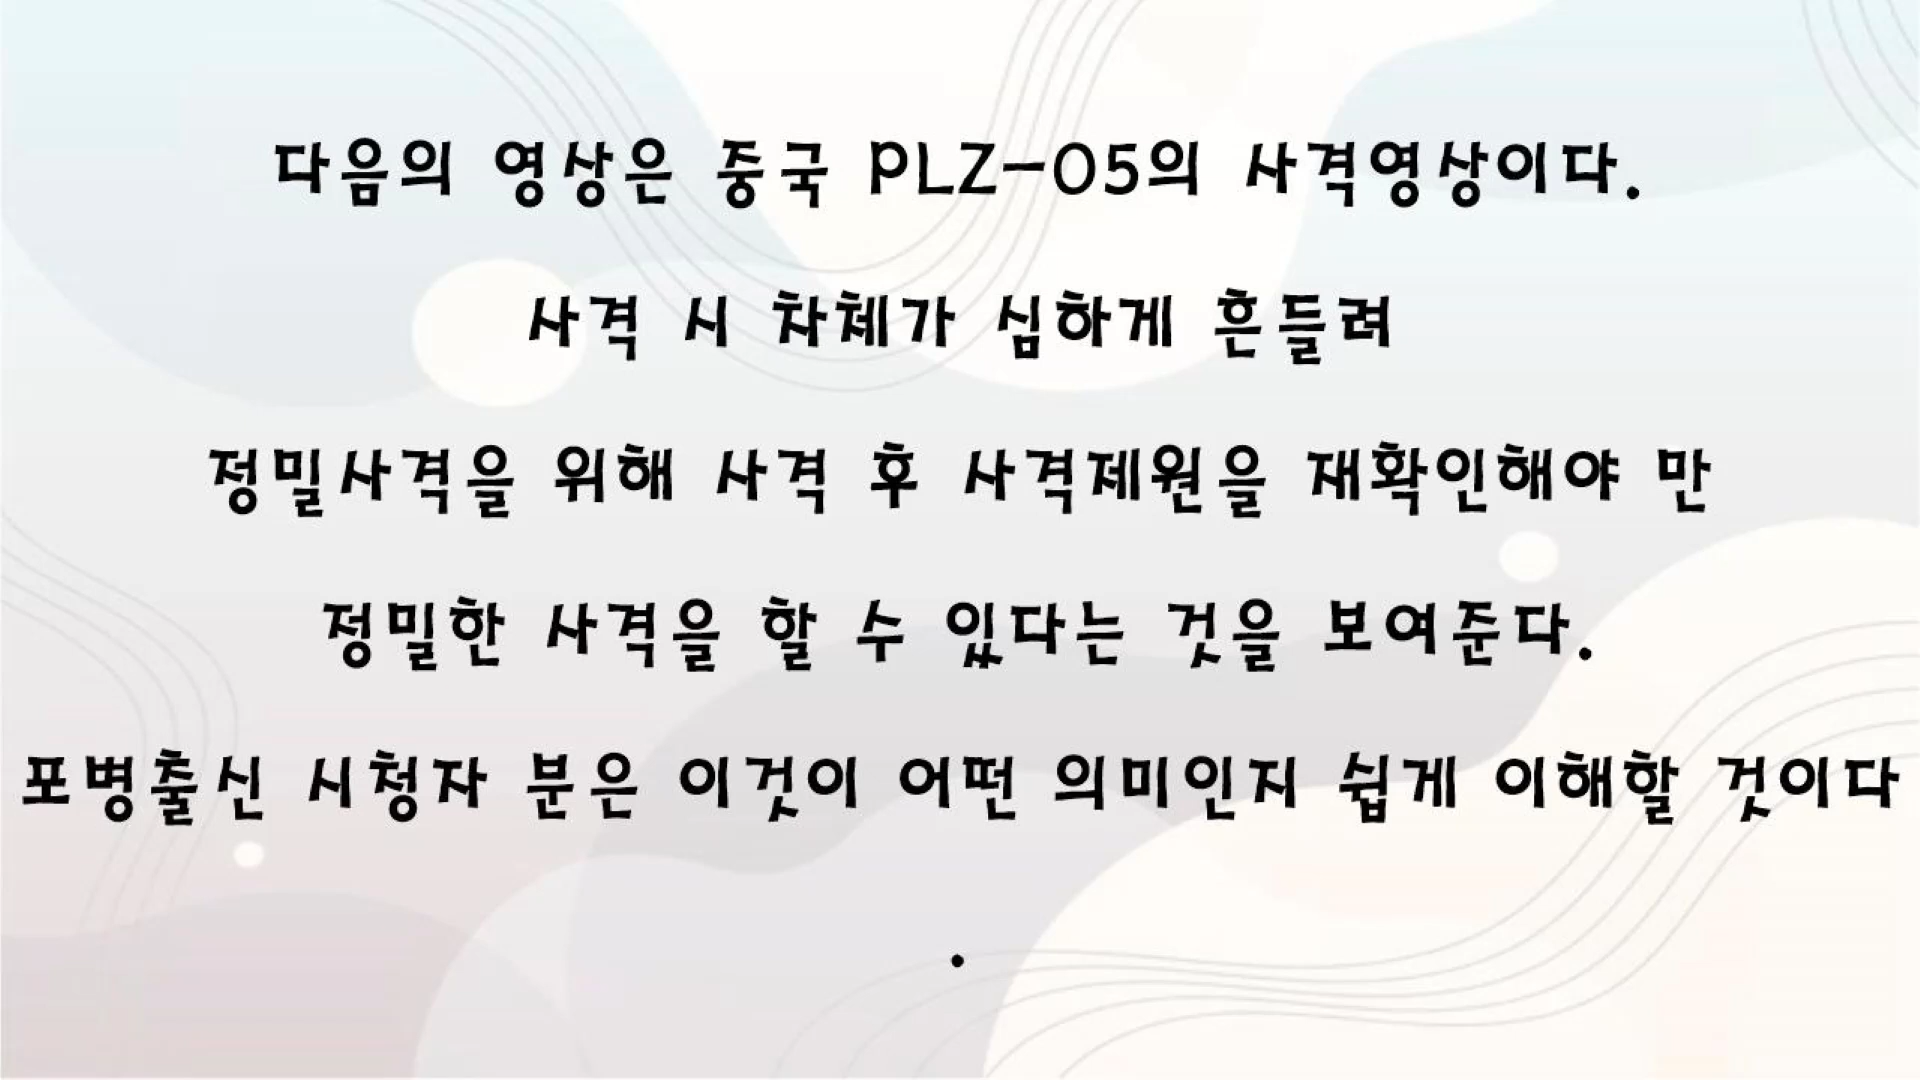 다음의 영상은 중국 PLZ-05의 사격영상이다.
사격 시 차체가 심하게 흔들려
정밀사격을 위해 사격 후 사격제원을 재확인해야 만
정밀한 사격을 할 수 있다는 것을 보여준다.
포병출신 시청자 분은 이것이 어떤 의미인지 쉽게 이해할 것이다
.